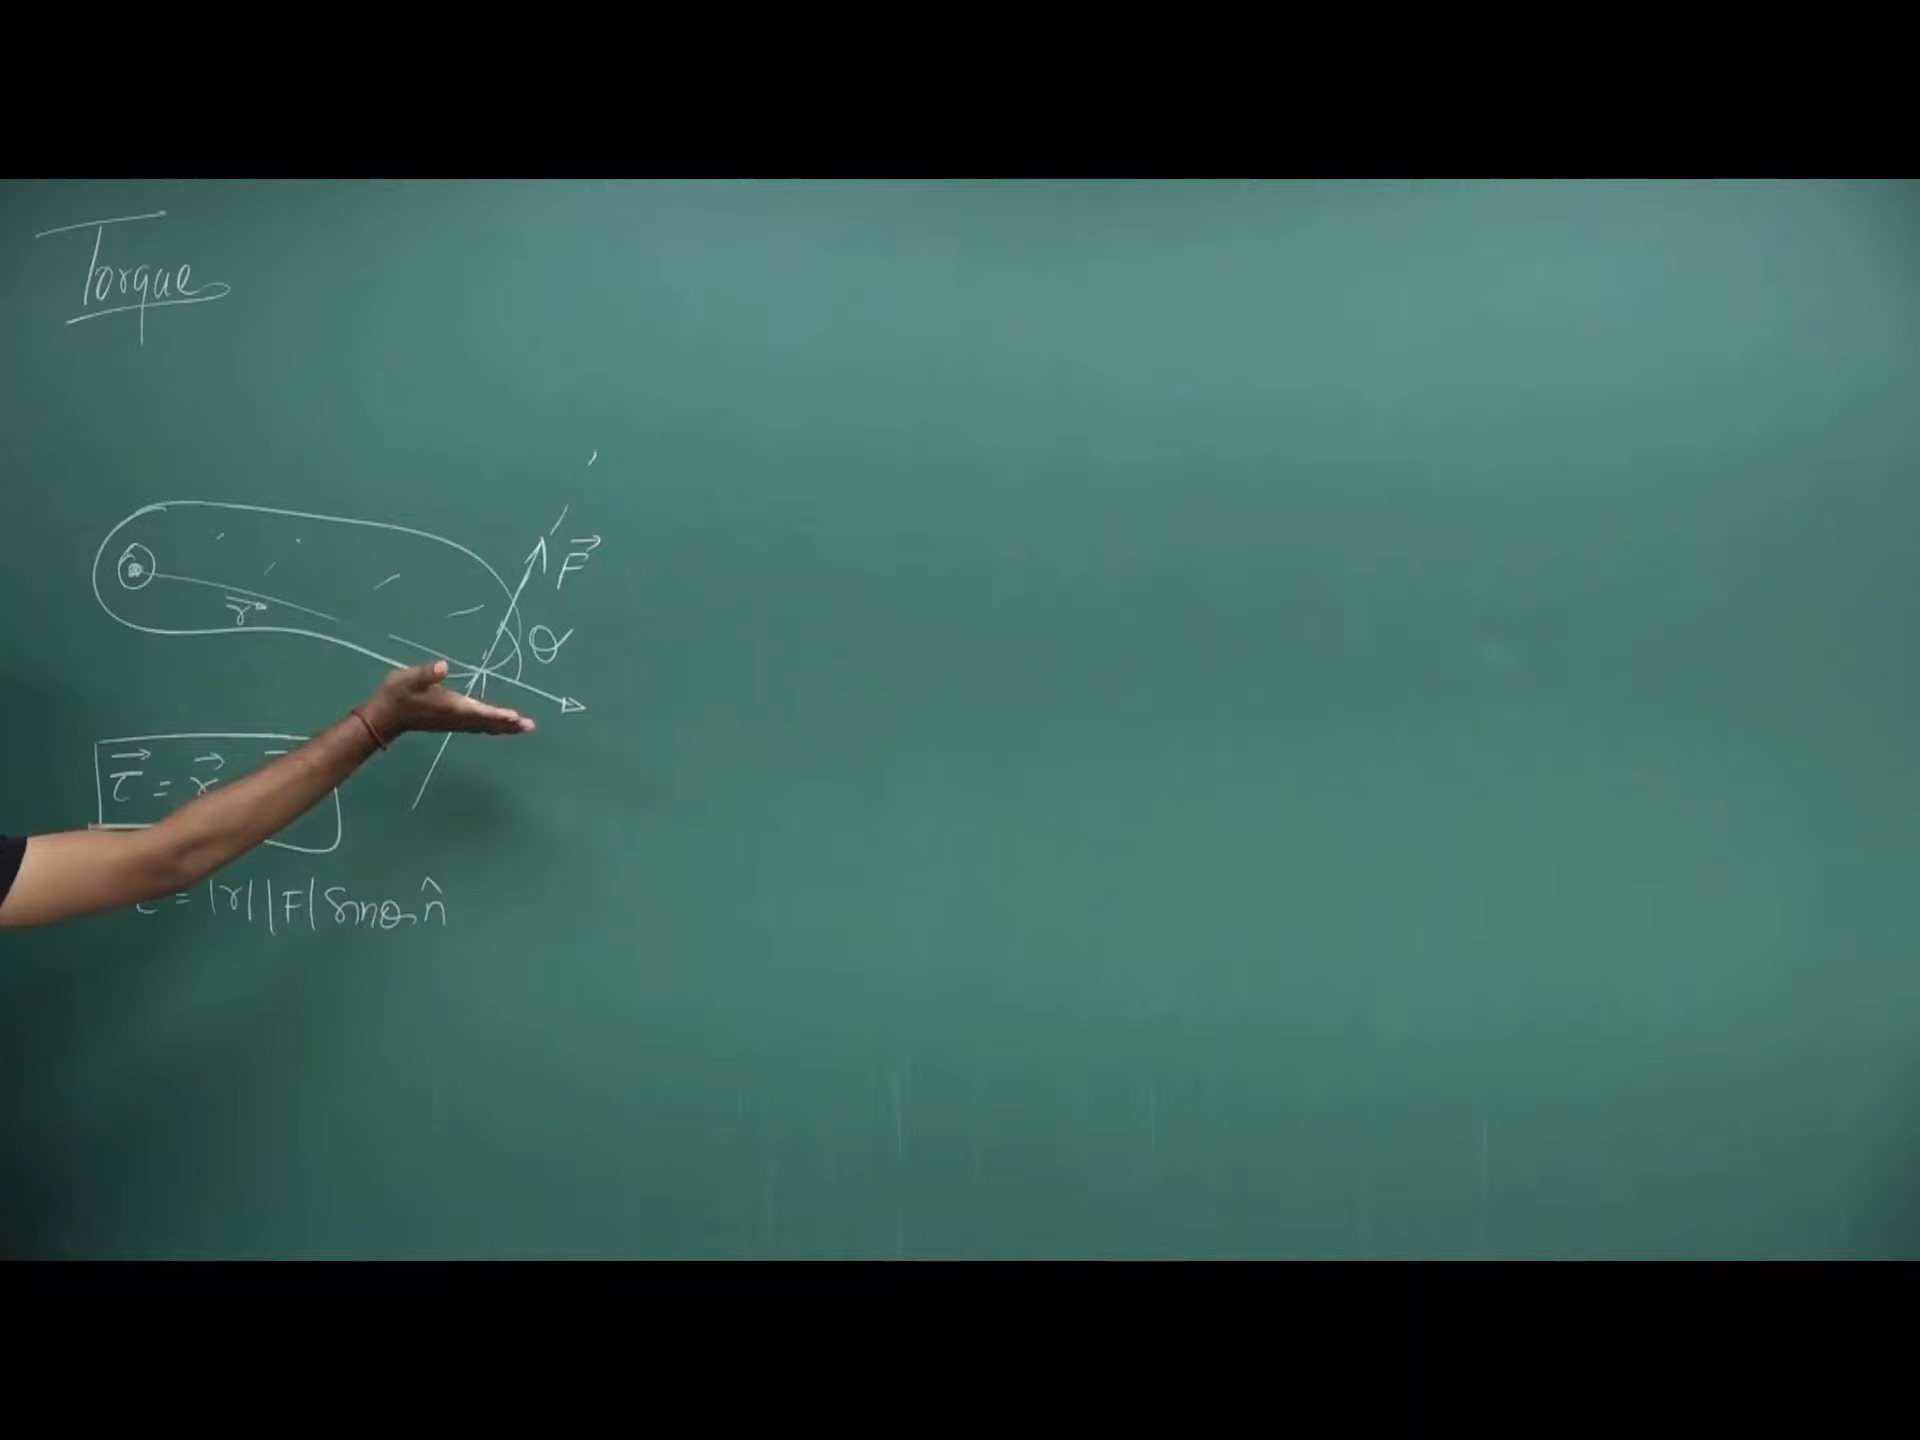 Torque
F
θ
r
τ = r
τ = |r| |F| sinθ n̂